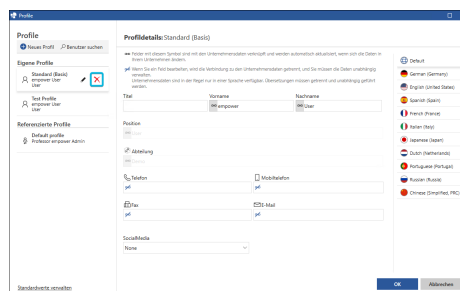 Profile
Profile
Neues Profil
Benutzer suchen
Eigene Profile
Standard (Basis)
empower User
User
Test Profile
empower User
User
Referenzierte Profile
Default profile
Professor empower Admin
Standardwerte verwalten
Profildetails: Standard (Basis)
Felder mit diesem Symbol sind mit den Unternehmensdaten verknüpft und werden automatisch aktualisiert, wenn sich die Daten in
Ihrem Unternehmen ändern.
Wenn Sie ein Feld bearbeiten, wird die Verbindung zu den Unternehmensdaten getrennt, und Sie müssen die Daten unabhängig
verwalten.
Unternehmensdaten sind in der Regel nur in einer Sprache verfügbar. Übersetzungen müssen getrennt und unabhängig geführt
werden.
Titel
Vorname
Nachname
empower
User
Position
User
Abteilung
Telefon
Mobiltelefon
Fax
E-Mail
SocialMedia
None
Default
German (Germany)
English (United States)
Spanish (Spain)
French (France)
Italian (Italy)
Japanese (Japan)
Dutch (Netherlands)
Portuguese (Portugal)
Russian (Russia)
Chinese (Simplified, PRC)
OK
Abbrechen